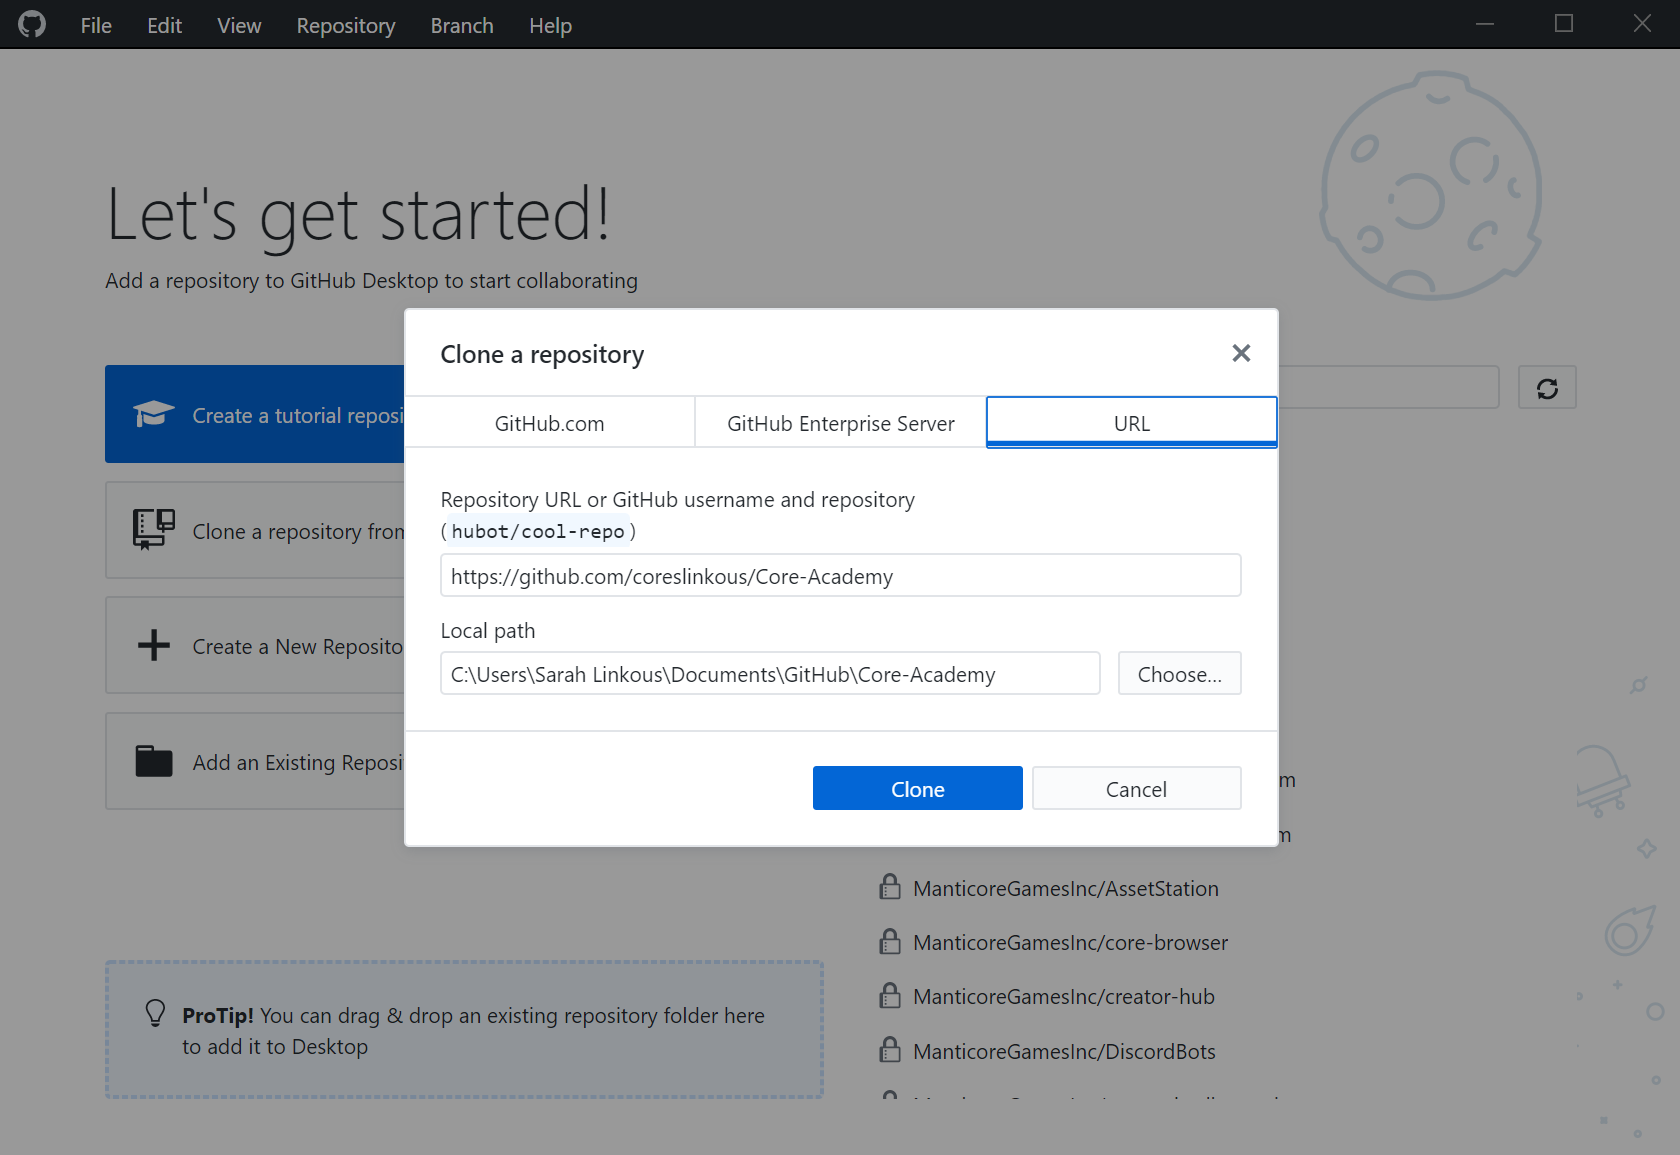 File Edit View Repository Branch Help
Let's get started!
Add a repository to GitHub Desktop to start collaborating
Clone a repository
GitHub.com GitHub Enterprise Server URL
Repository URL or GitHub username and repository
(hubot/cool-repo)
https://github.com/coreslinkous/Core-Academy
Local path
C:\Users\Sarah Linkous\Documents\GitHub\Core-Academy Choose...
Clone Cancel
Create a tutorial reposi
Clone a repository from
Create a New Reposito
Add an Existing Reposi
m
m
ManticoreGamesInc/AssetStation
ManticoreGamesInc/core-browser
ManticoreGamesInc/creator-hub
ManticoreGamesInc/DiscordBots
ProTip! You can drag & drop an existing repository folder here
to add it to Desktop